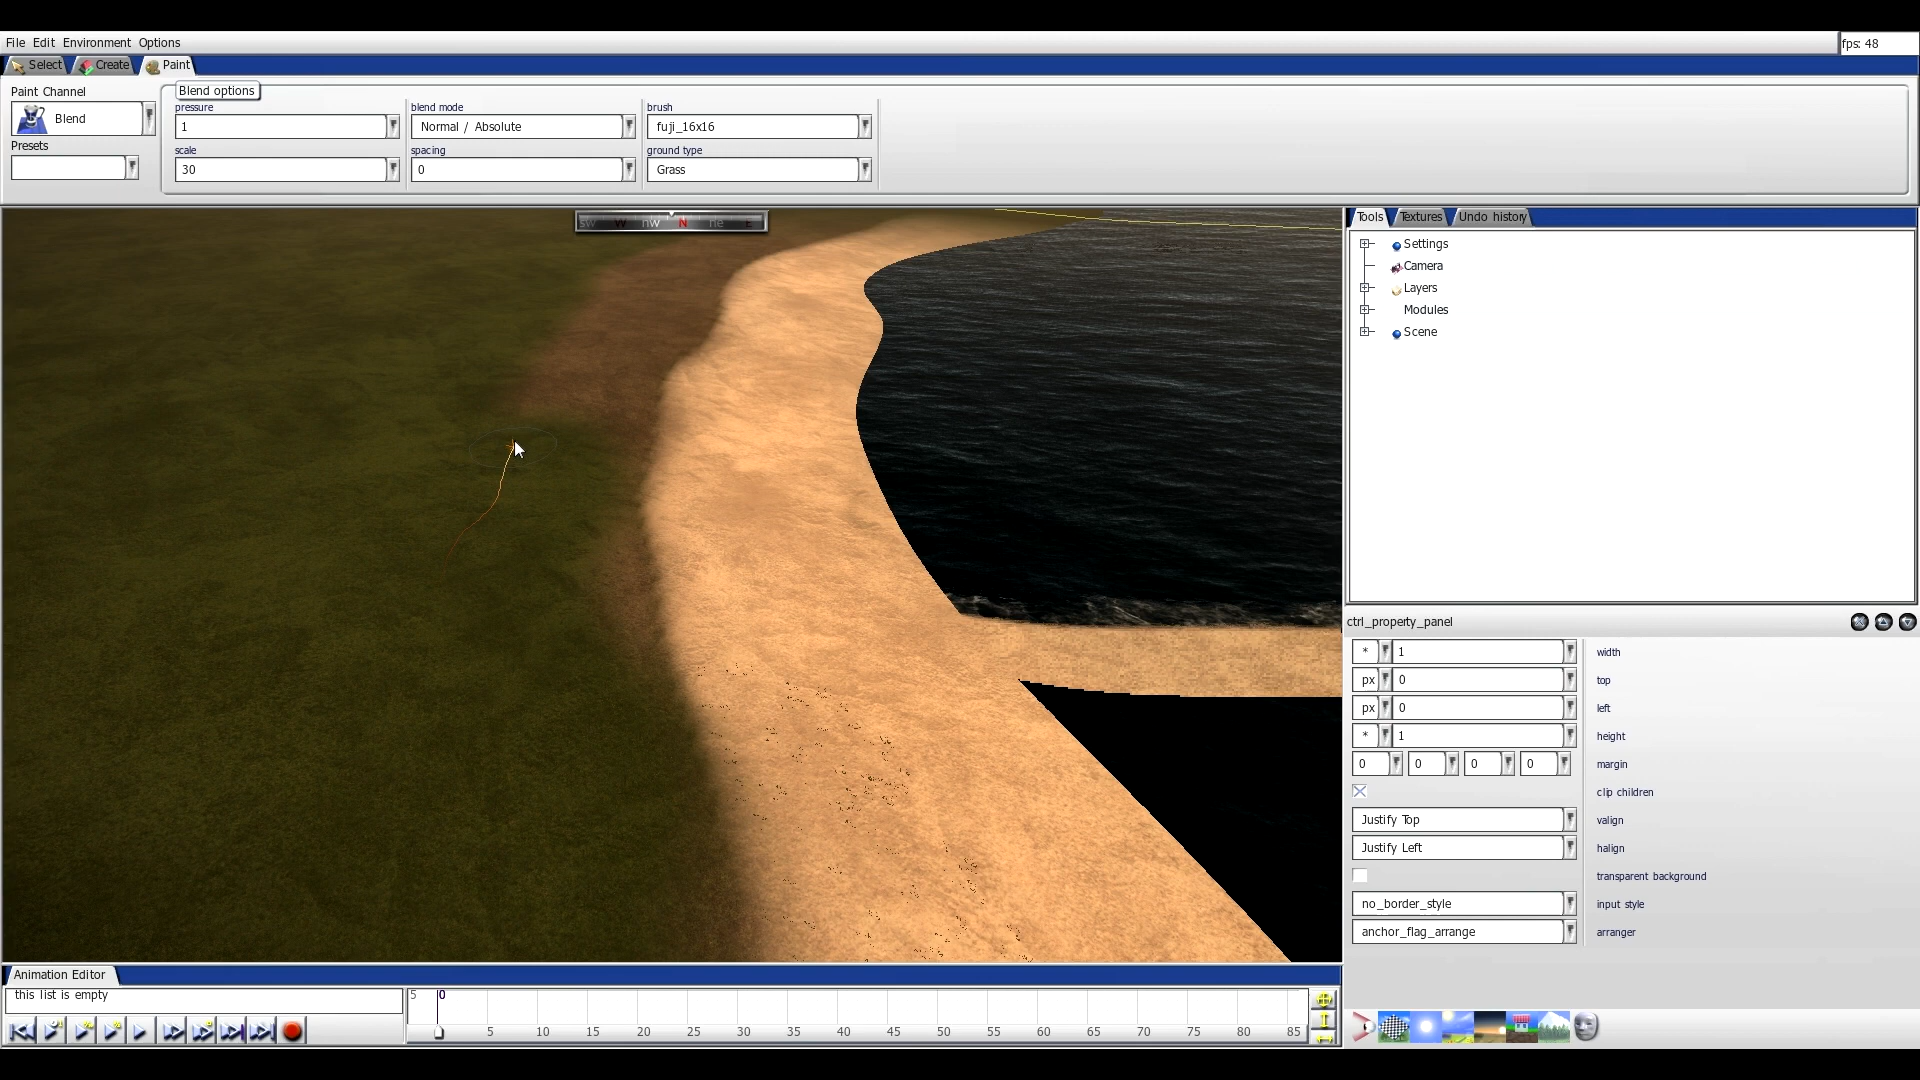 File Edit Environment Options
fps: 48
Select Create Paint
Paint Channel
Blend
Presets
Blend options
pressure
1
blend mode
Normal / Absolute
brush
fuji_16x16
scale
30
spacing
0
ground type
Grass
sw W nw N ne E
Tools Textures Undo history
Settings
Camera
Layers
Modules
Scene
ctrl_property_panel
* 1 width
px 0 top
px 0 left
* 1 height
0 0 0 0 margin
clip children
Justify Top valign
Justify Left halign
transparent background
no_border_style input style
anchor_flag_arrange arranger
Animation Editor
this list is empty
5 0
5 10 15 20 25 30 35 40 45 50 55 60 65 70 75 80 85